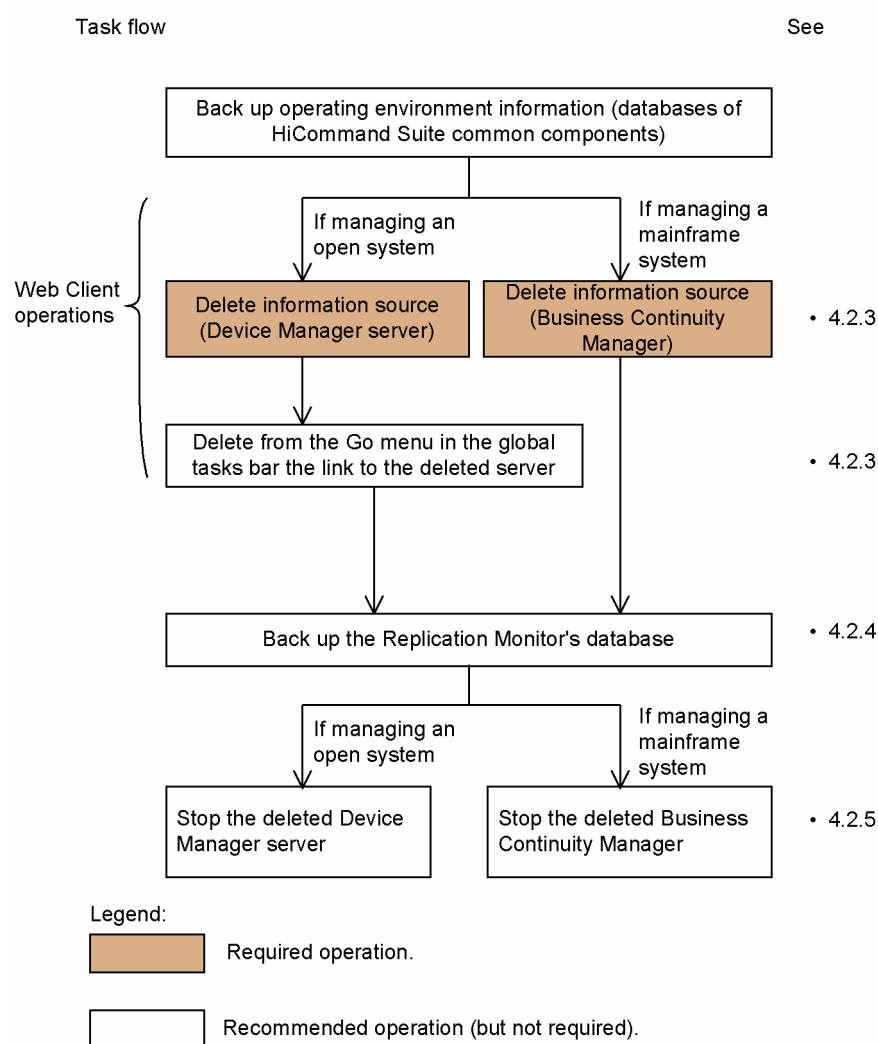 Task flow
See
Back up operating environment information (databases of
HiCommand Suite common components)
If managing an
open system
If managing a
mainframe
system
Web Client
operations
Delete information source
(Device Manager server)
Delete information source
(Business Continuity
Manager)
• 4.2.3
Delete from the Go menu in the global
tasks bar the link to the deleted server
• 4.2.3
Back up the Replication Monitor's database
• 4.2.4
If managing an
open system
If managing a
mainframe
system
Stop the deleted Device
Manager server
Stop the deleted Business
Continuity Manager
• 4.2.5
Legend:
Required operation.
Recommended operation (but not required).